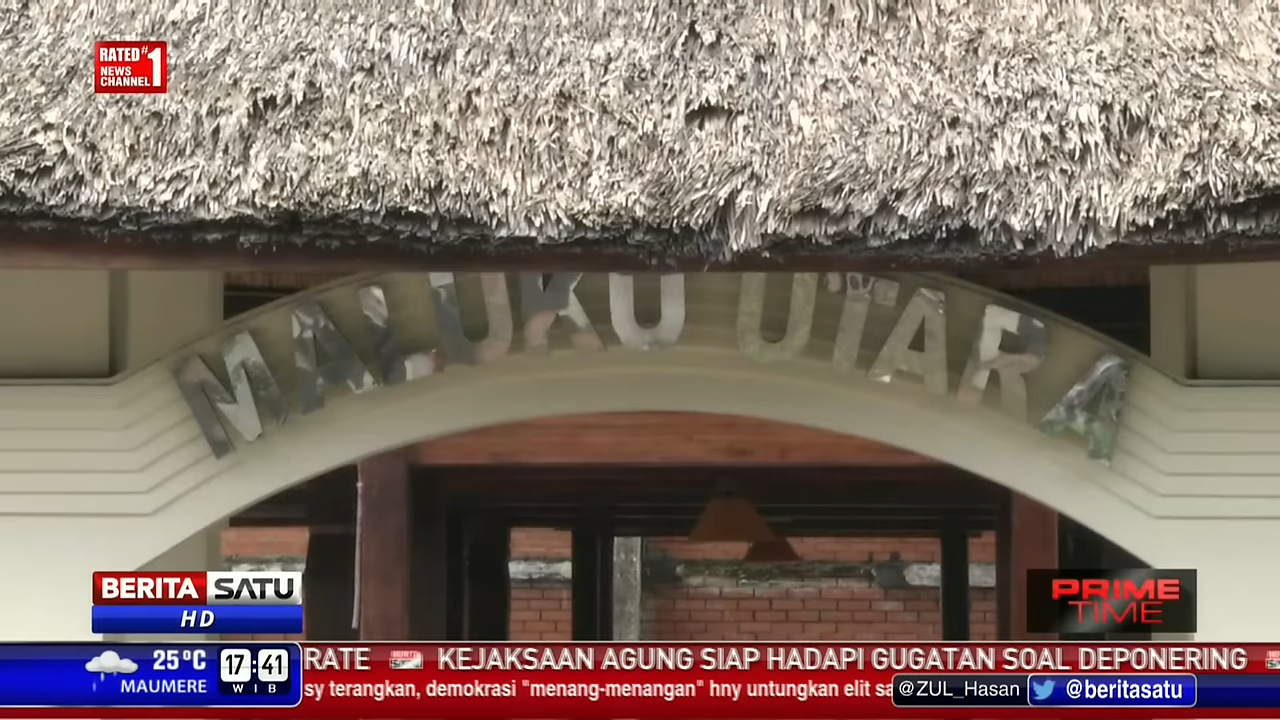 RATED #1
NEWS
CHANNEL
MALUKU UTARA
BERITA SATU
HD
PRIME
TIME
25°C
MAUMERE
17:41
WIB
RATE KEJAKSAAN AGUNG SIAP HADAPI GUGATAN SOAL DEPONERING
sy terangkan, demokrasi "menang-menangan" hny untungkan elit sa
@ZUL_Hasan
@beritasatu